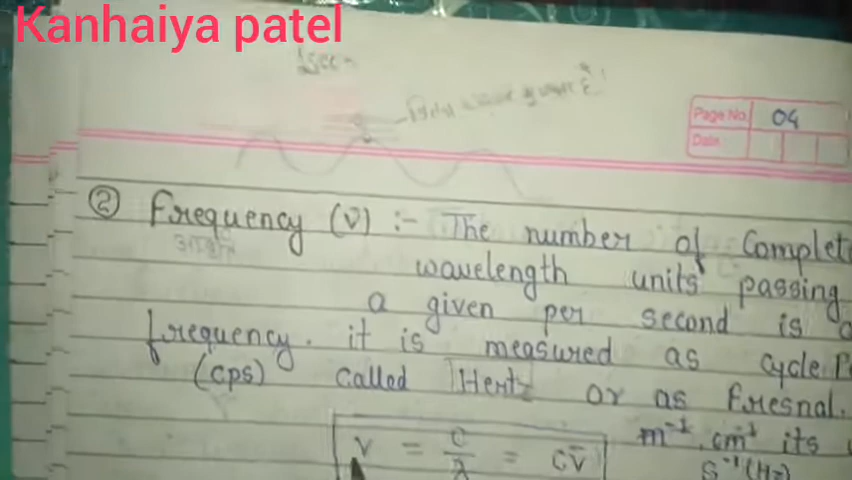 Kanhaiya patel
1sec
Page No. 04
Date
② Frequency (ν) :- The number of Complet
आवृत्ति
wavelength units passing
a given per second is
frequency. it is measured as cycle P
(cps) called Hertz or as fresnal.
ν = c/λ = cν̄
m⁻¹, cm⁻¹ its
S⁻¹ (Hz)